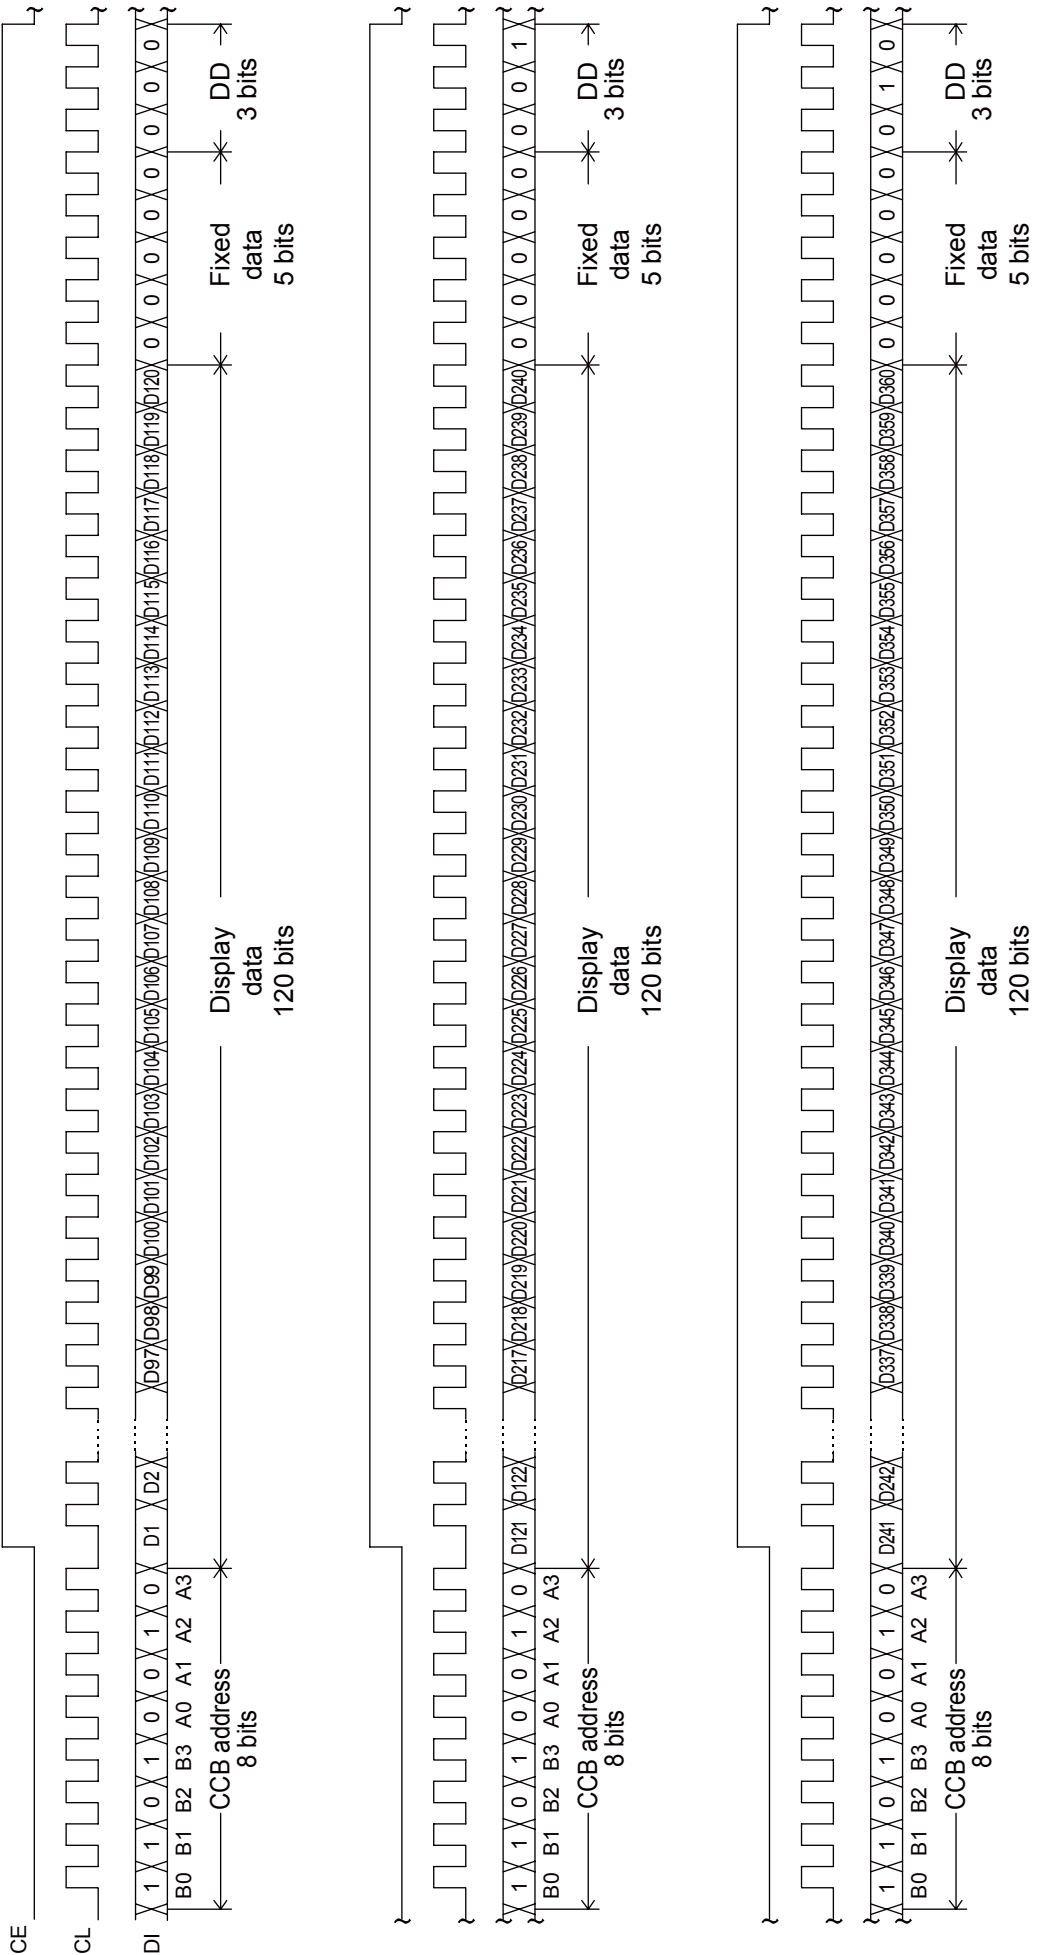 CE
CL
DI 1 1 0 1 0 0 1 0 D1 D2 D97 D98 D99 D100 D101 D102 D103 D104 D105 D106 D107 D108 D109 D110 D111 D112 D113 D114 D115 D116 D117 D118 D119 D120 0 0 0 0 0 0 0 0
B0 B1 B2 B3 A0 A1 A2 A3
CCB address
8 bits
Display
data
120 bits
Fixed
data
5 bits
DD
3 bits
1 1 0 1 0 0 1 0 D121 D122 D217 D218 D219 D220 D221 D222 D223 D224 D225 D226 D227 D228 D229 D230 D231 D232 D233 D234 D235 D236 D237 D238 D239 D240 0 0 0 0 0 0 0 1
B0 B1 B2 B3 A0 A1 A2 A3
CCB address
8 bits
Display
data
120 bits
Fixed
data
5 bits
DD
3 bits
1 1 0 1 0 0 1 0 D241 D242 D337 D338 D339 D340 D341 D342 D343 D344 D345 D346 D347 D348 D349 D350 D351 D352 D353 D354 D355 D356 D357 D358 D359 D360 0 0 0 0 0 0 1 0
B0 B1 B2 B3 A0 A1 A2 A3
CCB address
8 bits
Display
data
120 bits
Fixed
data
5 bits
DD
3 bits